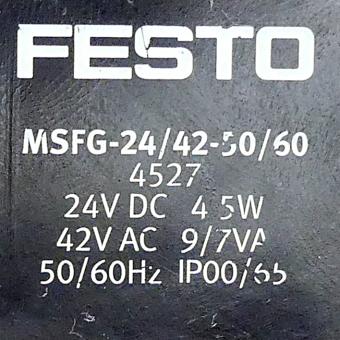 FESTO
MSFG-24/42-50/60
4527
24V DC 4.5W
42V AC 9/7VA
50/60Hz IP00/65